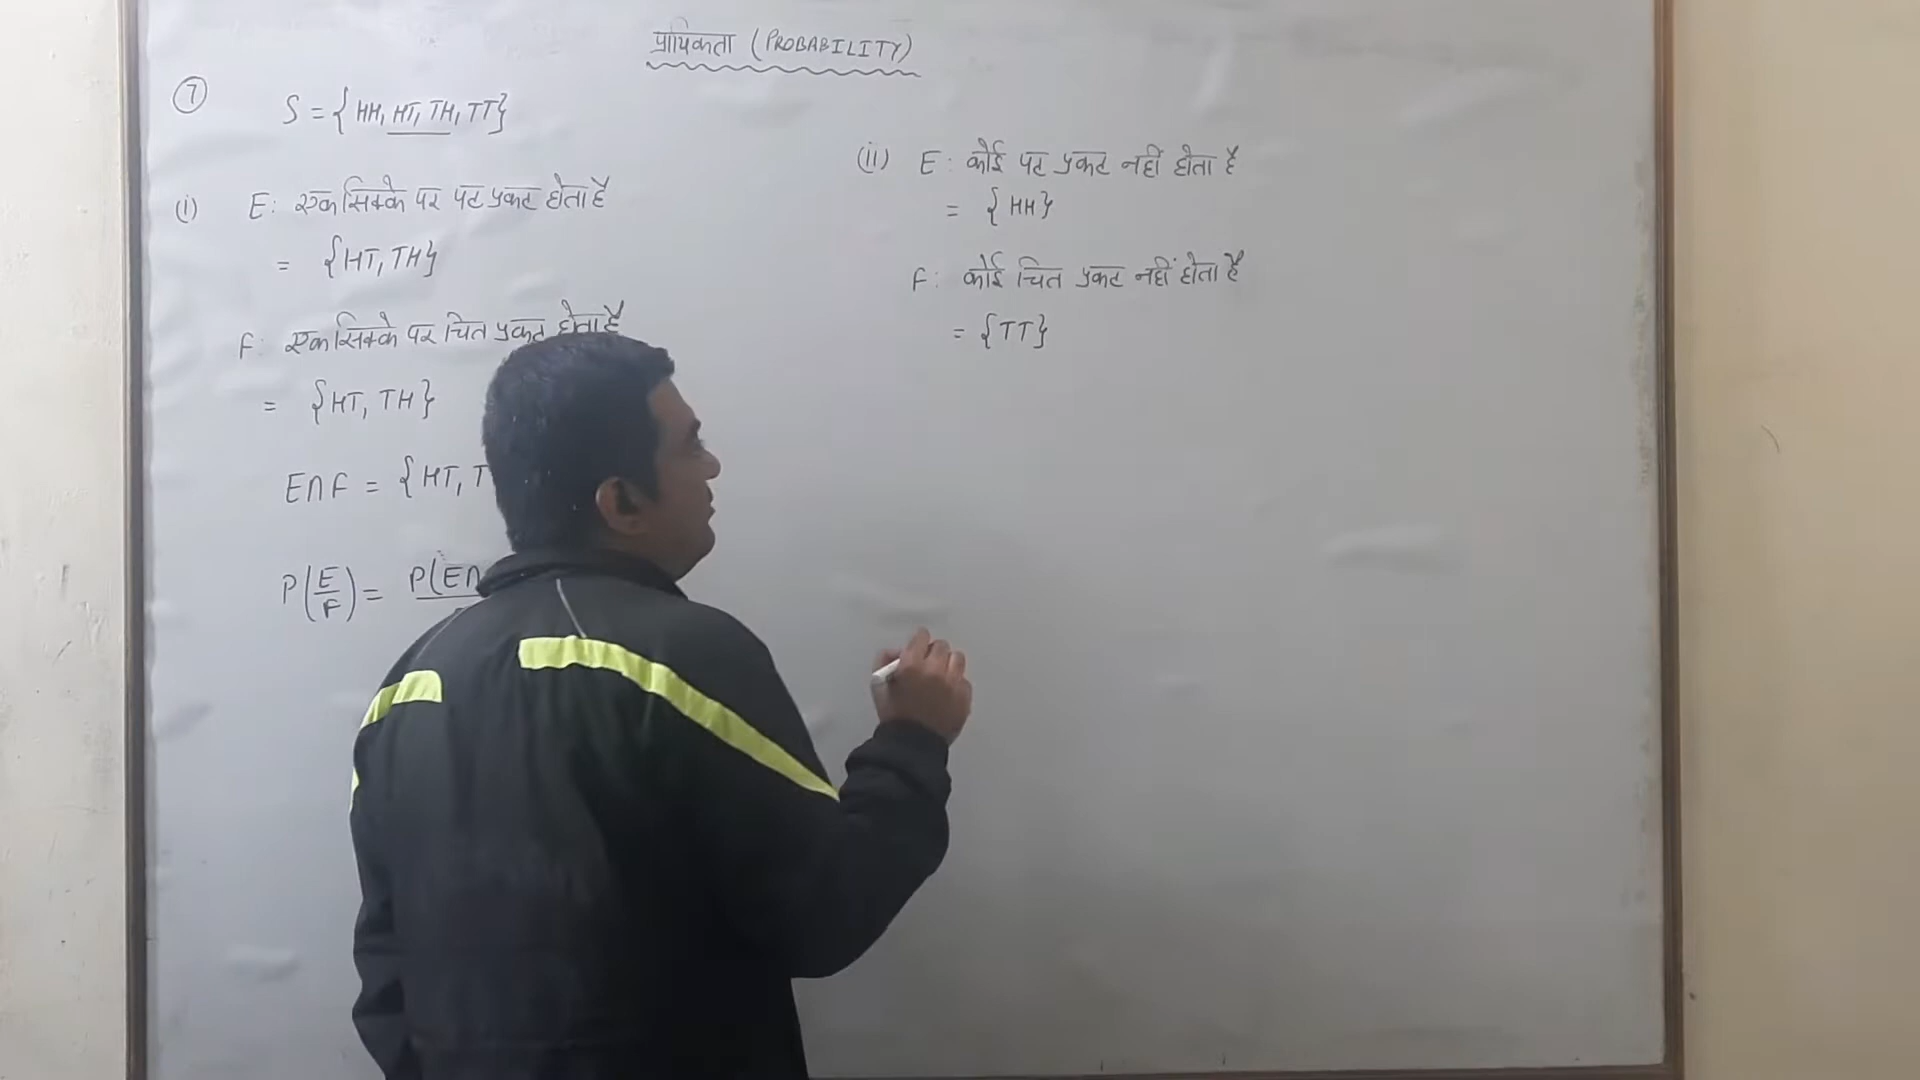 प्रायिकता (PROBABILITY)
7
S = {HH, HT, TH, TT}
(i) E: एक सिक्के पर पट प्रकट होता है
= {HT, TH}
F: एक सिक्के पर चित प्रकट होता है
= {HT, TH}
E∩F = {HT, T
P(E/F) = P(E∩
(ii) E: कोई पट प्रकट नहीं होता है
= {HH}
F: कोई चित प्रकट नहीं होता है
= {TT}